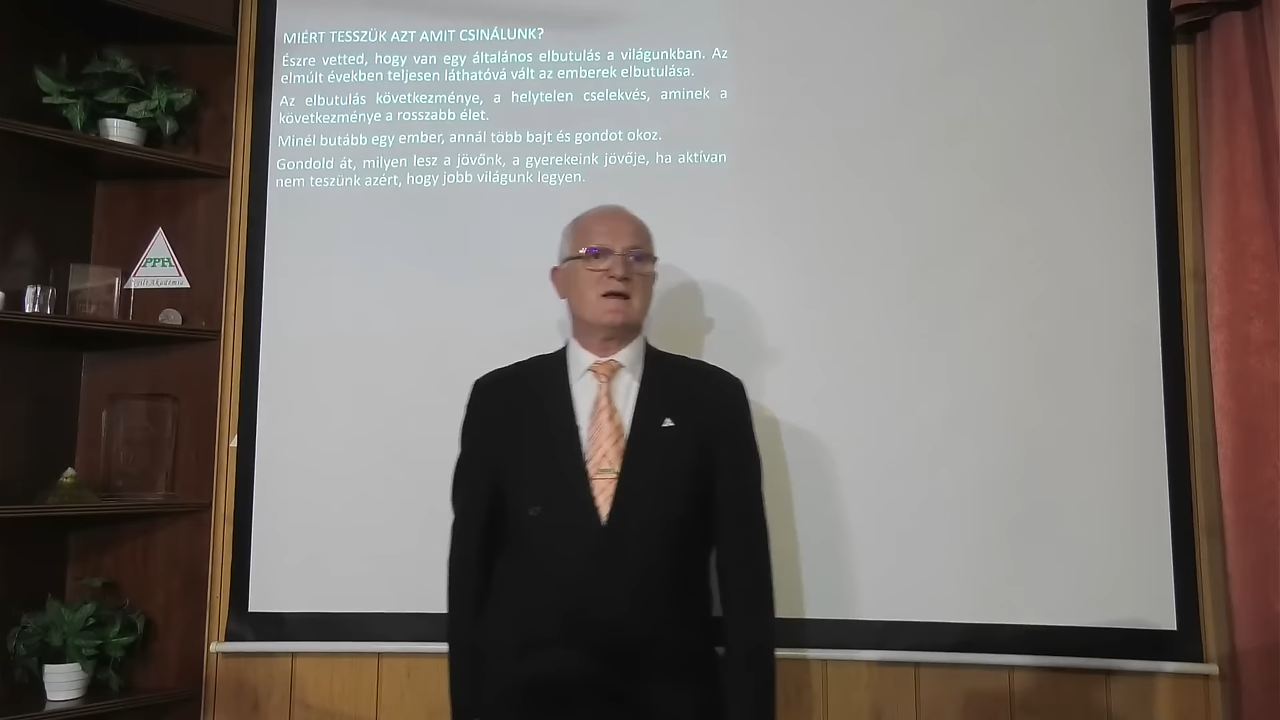 MIÉRT TESSZÜK AZT AMIT CSINÁLUNK?
Észre vetted, hogy van egy általános elbutulás a világunkban. Az
elmúlt években teljesen láthatóvá vált az emberek elbutulása.
Az elbutulás következménye, a helytelen cselekvés, aminek a
következménye a rosszabb élet.
Minél butább egy ember, annál több bajt és gondot okoz.
Gondold át, milyen lesz a jövőnk, a gyerekeink jövője, ha aktívan
nem teszünk azért, hogy jobb világunk legyen.
PPH